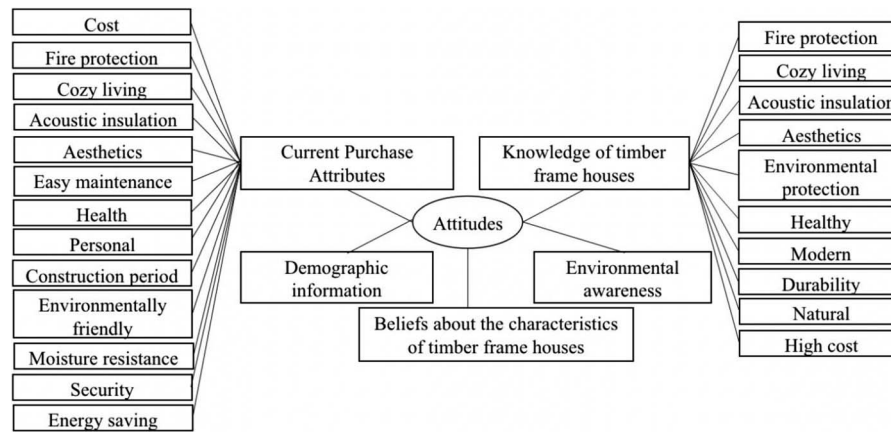 Cost
Fire protection
Cozy living
Acoustic insulation
Aesthetics
Easy maintenance
Health
Personal
Construction period
Environmentally
friendly
Moisture resistance
Security
Energy saving
Current Purchase
Attributes
Knowledge of timber
frame houses
Attitudes
Demographic
information
Environmental
awareness
Beliefs about the characteristics
of timber frame houses
Fire protection
Cozy living
Acoustic insulation
Aesthetics
Environmental
protection
Healthy
Modern
Durability
Natural
High cost